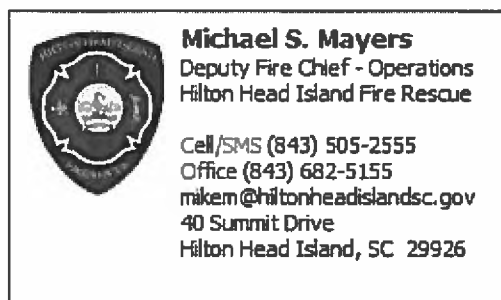 Michael S. Mayers
Deputy Fire Chief - Operations
Hilton Head Island Fire Rescue
Cell/SMS (843) 505-2555
Office (843) 682-5155
mikem@hiltonheadislandsc.gov
40 Summit Drive
Hilton Head Island, SC 29926